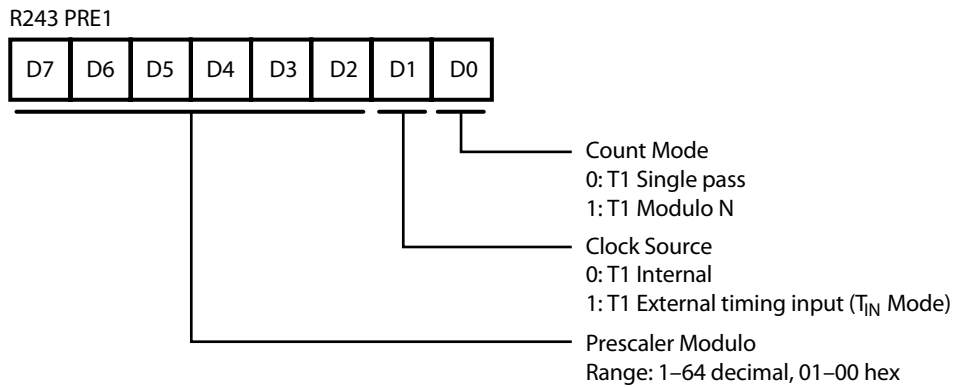 R243 PRE1
D7 D6 D5 D4 D3 D2 D1 D0
Count Mode
0: T1 Single pass
1: T1 Modulo N
Clock Source
0: T1 Internal
1: T1 External timing input (TIN Mode)
Prescaler Modulo
Range: 1–64 decimal, 01–00 hex